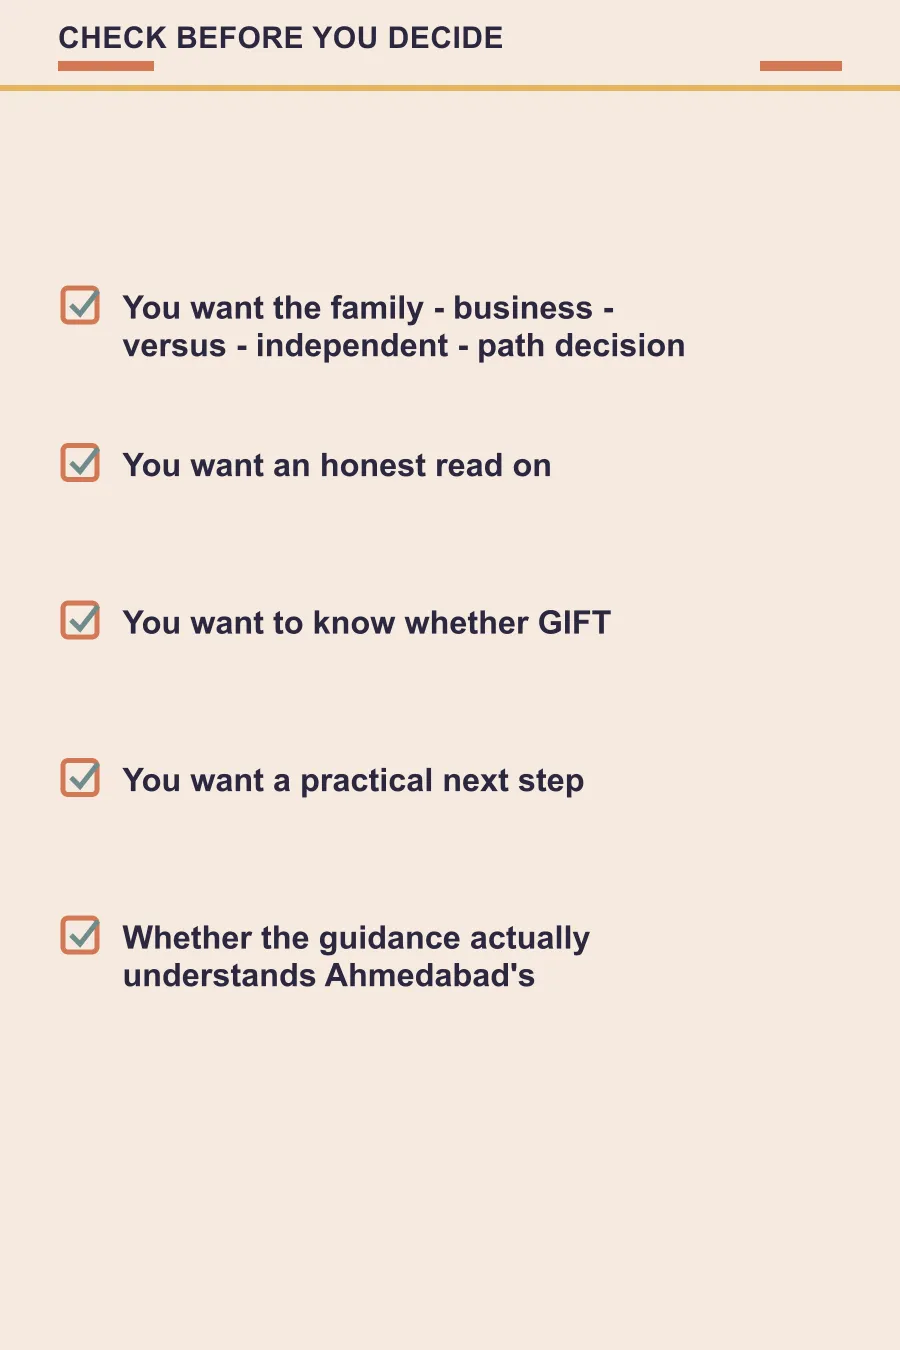 CHECK BEFORE YOU DECIDE
You want the family - business -
versus - independent - path decision
You want an honest read on
You want to know whether GIFT
You want a practical next step
Whether the guidance actually
understands Ahmedabad's